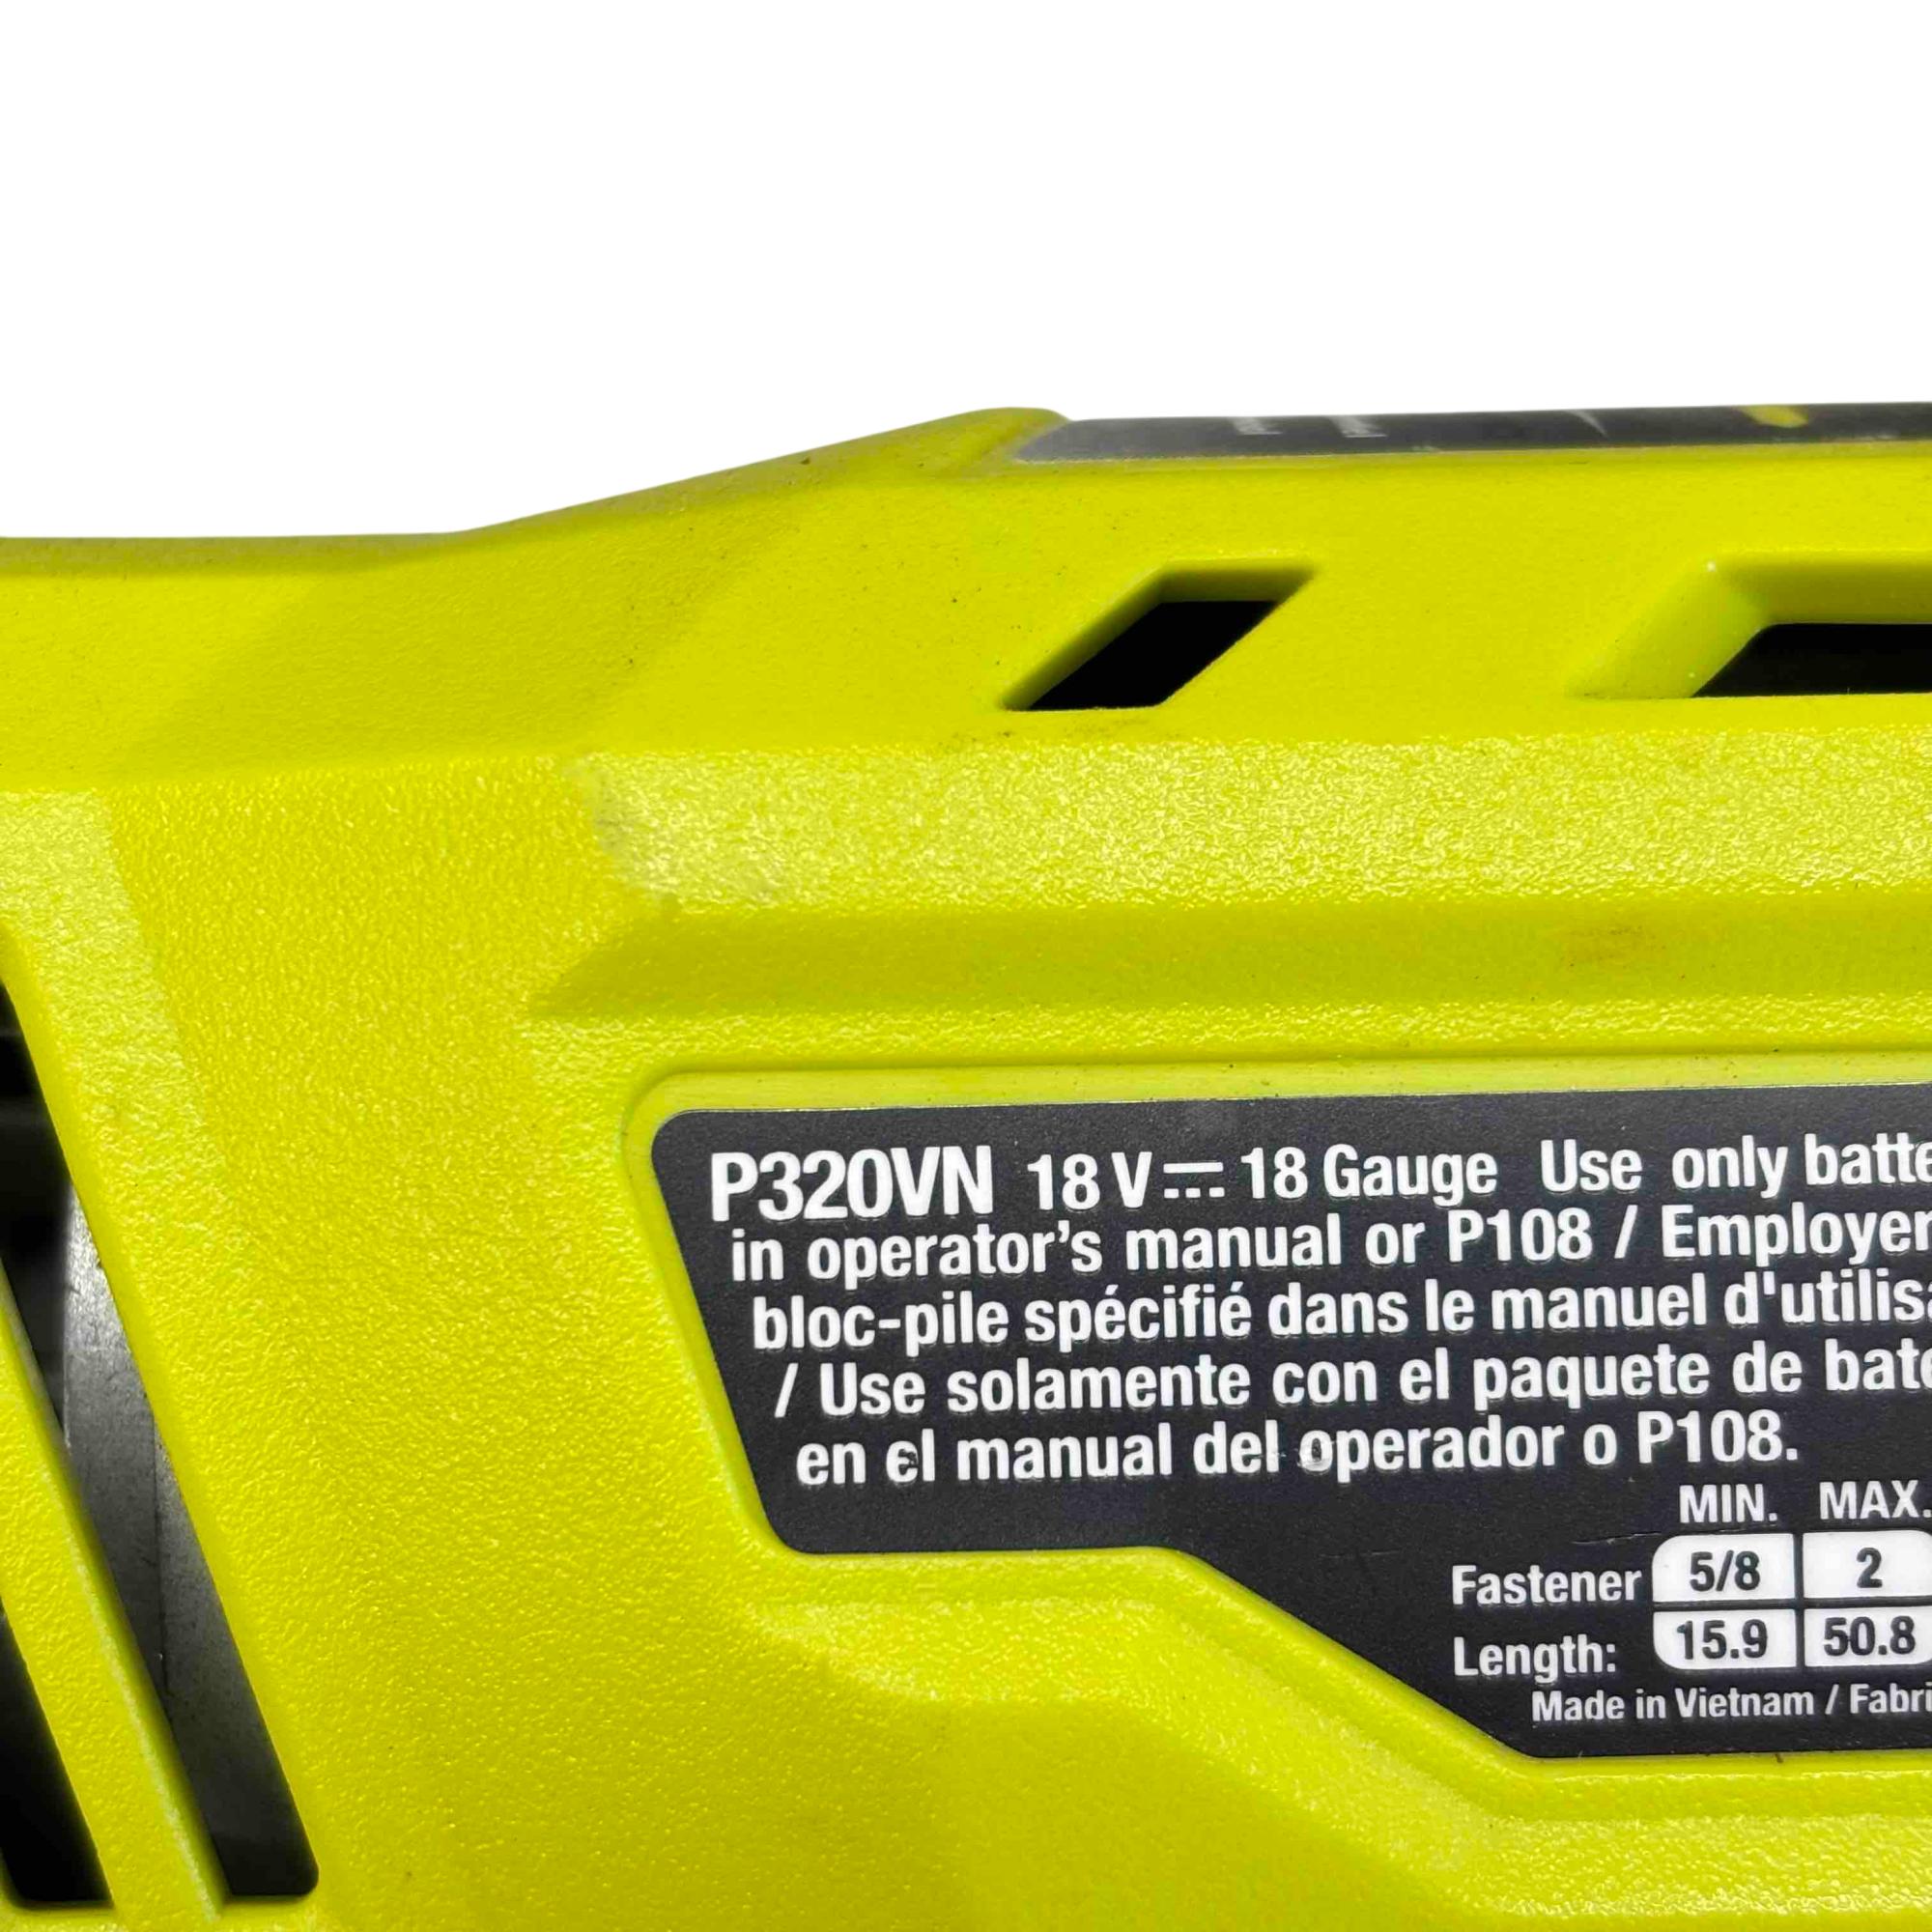 P320VN 18 V⎓ 18 Gauge Use only batte
in operator's manual or P108 / Employer
bloc-pile spécifié dans le manuel d'utilisa
/ Use solamente con el paquete de bate
en el manual del operador o P108.
MIN. MAX.
Fastener 5/8 2
Length: 15.9 50.8
Made in Vietnam / Fabri